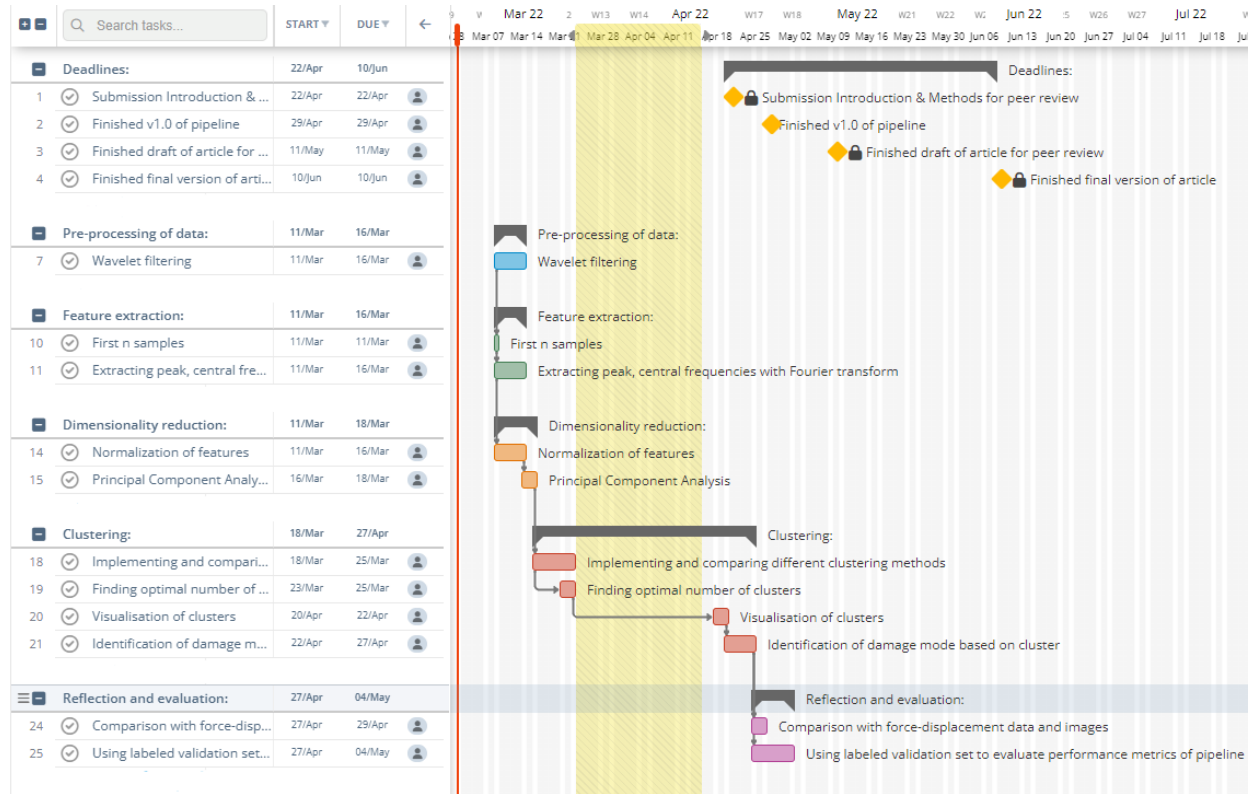 Search tasks... START DUE
Mar 22 2 W13 W14 Apr 22 W17 W18 May 22 W21 W22 Jun 22 W26 W27 Jul 22
Mar 07 Mar 14 Mar 28 Apr 04 Apr 11 Apr 18 Apr 25 May 02 May 09 May 16 May 23 May 30 Jun 06 Jun 13 Jun 20 Jun 27 Jul 04 Jul 11 Jul 18
Deadlines: 22/Apr 10/Jun Deadlines:
1 Submission Introduction & ... 22/Apr 22/Apr Submission Introduction & Methods for peer review
2 Finished v1.0 of pipeline 29/Apr 29/Apr Finished v1.0 of pipeline
3 Finished draft of article for ... 11/May 11/May Finished draft of article for peer review
4 Finished final version of arti... 10/Jun 10/Jun Finished final version of article
Pre-processing of data: 11/Mar 16/Mar Pre-processing of data:
7 Wavelet filtering 11/Mar 16/Mar Wavelet filtering
Feature extraction: 11/Mar 16/Mar Feature extraction:
10 First n samples 11/Mar 11/Mar First n samples
11 Extracting peak, central fre... 11/Mar 16/Mar Extracting peak, central frequencies with Fourier transform
Dimensionality reduction: 11/Mar 18/Mar Dimensionality reduction:
14 Normalization of features 11/Mar 16/Mar Normalization of features
15 Principal Component Analy... 16/Mar 18/Mar Principal Component Analysis
Clustering: 18/Mar 27/Apr Clustering:
18 Implementing and compari... 18/Mar 25/Mar Implementing and comparing different clustering methods
19 Finding optimal number of ... 23/Mar 25/Mar Finding optimal number of clusters
20 Visualisation of clusters 20/Apr 22/Apr Visualisation of clusters
21 Identification of damage m... 22/Apr 27/Apr Identification of damage mode based on cluster
Reflection and evaluation: 27/Apr 04/May Reflection and evaluation:
24 Comparison with force-disp... 27/Apr 29/Apr Comparison with force-displacement data and images
25 Using labeled validation set... 27/Apr 04/May Using labeled validation set to evaluate performance metrics of pipeline